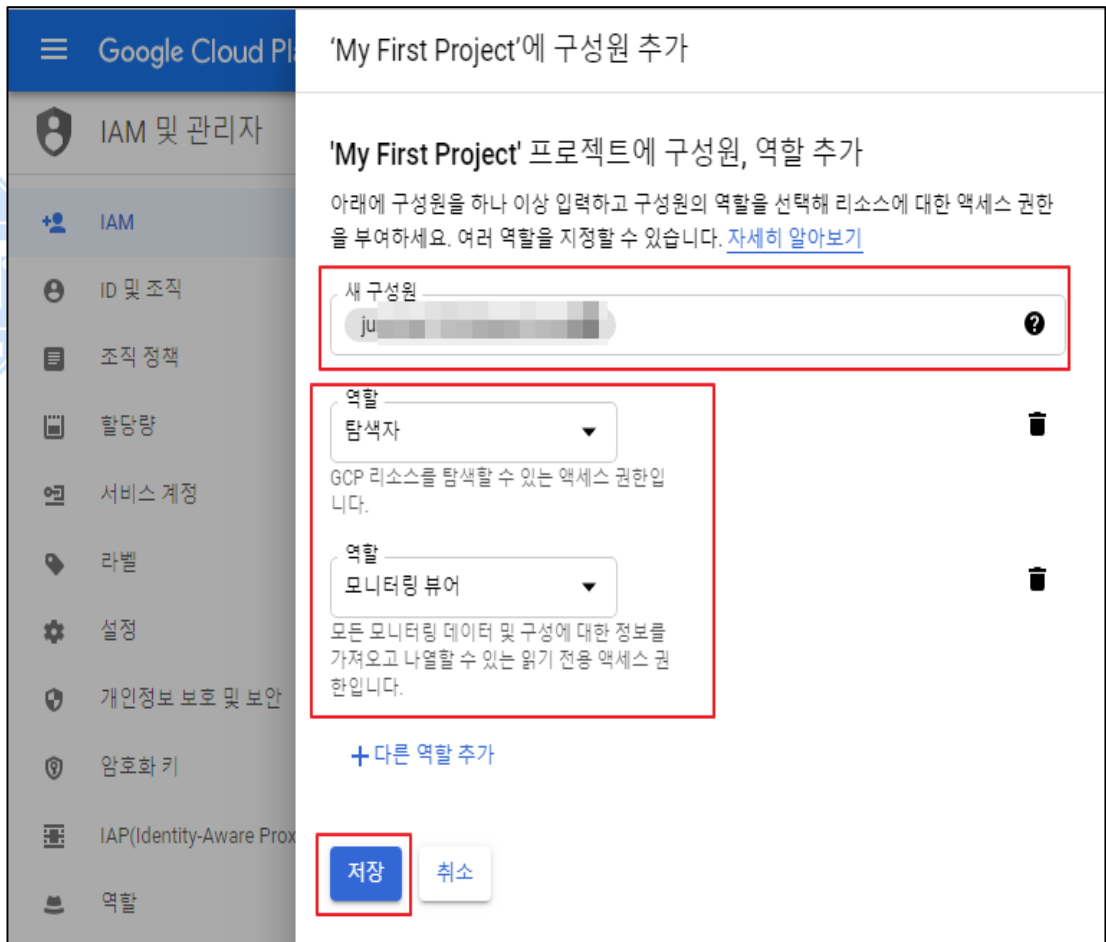 Google Cloud Pl
'My First Project'에 구성원 추가
IAM 및 관리자
IAM
ID 및 조직
조직 정책
할당량
서비스 계정
라벨
설정
개인정보 보호 및 보안
암호화 키
IAP(Identity-Aware Prox
역할
'My First Project' 프로젝트에 구성원, 역할 추가
아래에 구성원을 하나 이상 입력하고 구성원의 역할을 선택해 리소스에 대한 액세스 권한
을 부여하세요. 여러 역할을 지정할 수 있습니다. 자세히 알아보기
새 구성원
ju
역할
탐색자
GCP 리소스를 탐색할 수 있는 액세스 권한입
니다.
역할
모니터링 뷰어
모든 모니터링 데이터 및 구성에 대한 정보를
가져오고 나열할 수 있는 읽기 전용 액세스 권
한입니다.
+다른 역할 추가
저장
취소